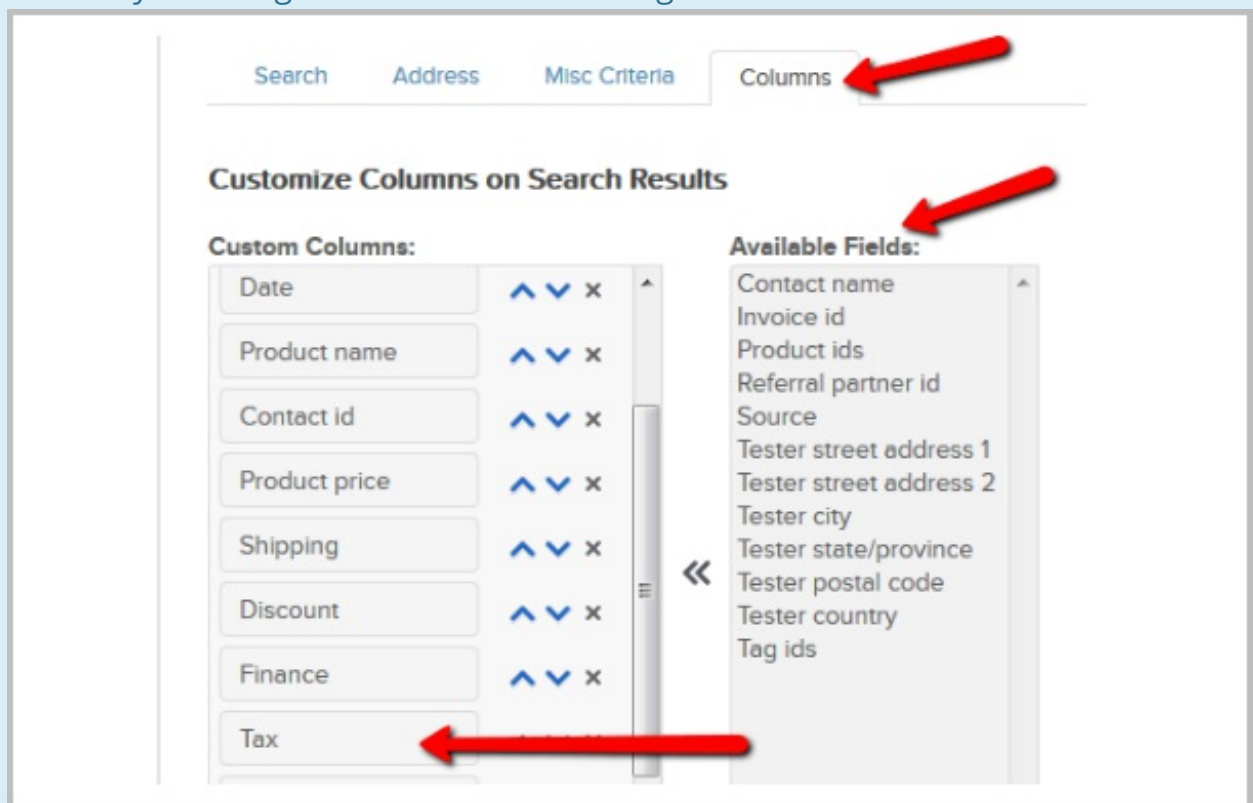 Search Address Misc Criteria Columns
Customize Columns on Search Results
Custom Columns:
Date
Product name
Contact id
Product price
Shipping
Discount
Finance
Tax
Available Fields:
Contact name
Invoice id
Product ids
Referral partner id
Source
Tester street address 1
Tester street address 2
Tester city
Tester state/province
Tester postal code
Tester country
Tag ids